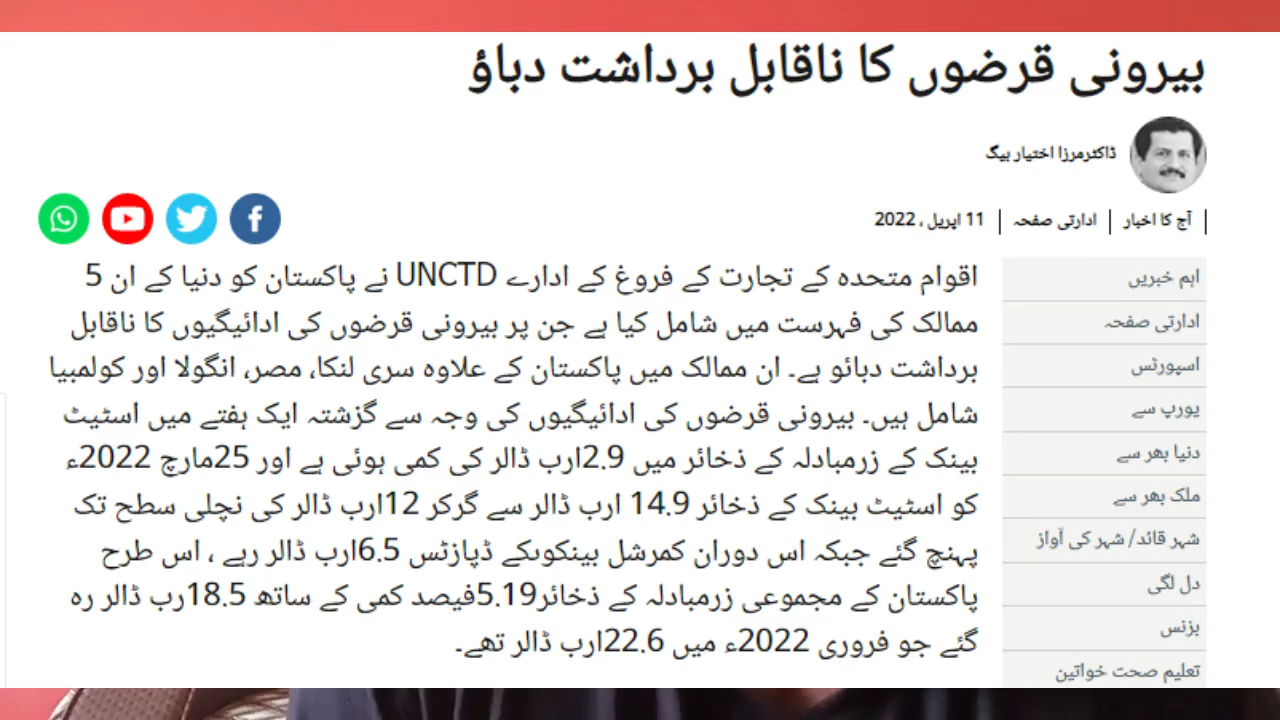 بیرونی قرضوں کا ناقابل برداشت دباؤ
ڈاکٹرمرزا اختیار بیگ
آج کا اخبار | ادارتی صفحہ | 11 اپریل ، 2022
اہم خبریں
ادارتی صفحہ
اسپورٹس
یورپ سے
دنیا بھر سے
ملک بھر سے
شہر قائد/ شہر کی آواز
دل لگی
بزنس
تعلیم صحت خواتین
اقوام متحدہ کے تجارت کے فروغ کے ادارے UNCTD نے پاکستان کو دنیا کے ان 5
ممالک کی فہرست میں شامل کیا ہے جن پر بیرونی قرضوں کی ادائیگیوں کا ناقابل
برداشت دبائو ہے۔ ان ممالک میں پاکستان کے علاوہ سری لنکا، مصر، انگولا اور کولمبیا
شامل ہیں۔ بیرونی قرضوں کی ادائیگیوں کی وجہ سے گزشتہ ایک ہفتے میں اسٹیٹ
بینک کے زرمبادلہ کے ذخائر میں 2.9ارب ڈالر کی کمی ہوئی ہے اور 25مارچ 2022ء
کو اسٹیٹ بینک کے ذخائر 14.9 ارب ڈالر سے گرکر 12ارب ڈالر کی نچلی سطح تک
پہنچ گئے جبکہ اس دوران کمرشل بینکوںکے ڈپازٹس 6.5ارب ڈالر رہے ، اس طرح
پاکستان کے مجموعی زرمبادلہ کے ذخائر5.19فیصد کمی کے ساتھ 18.5رب ڈالر رہ
گئے جو فروری 2022ء میں 22.6ارب ڈالر تھے۔